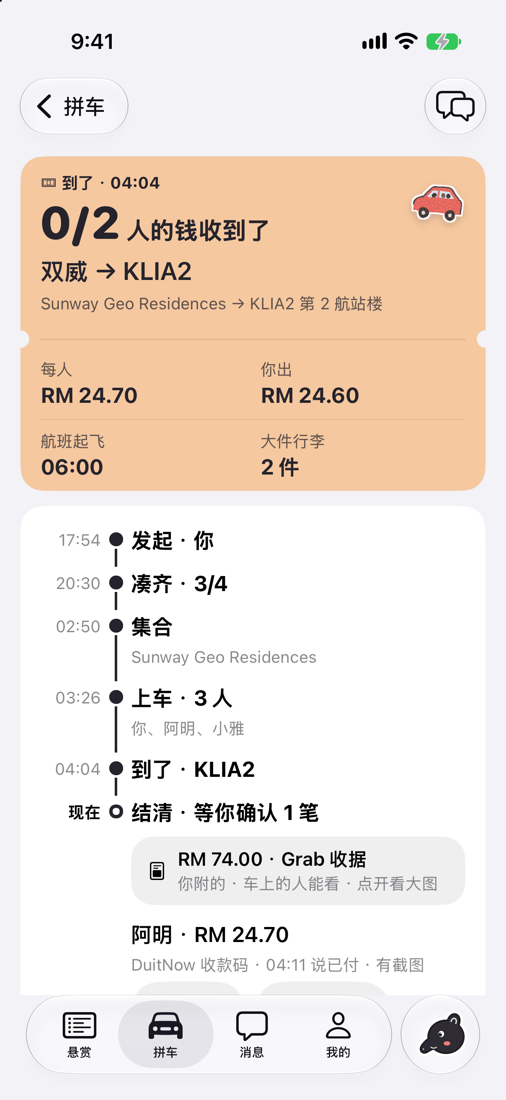 9:41
拼车
到了 · 04:04
0/2 人的钱收到了
双威 → KLIA2
Sunway Geo Residences → KLIA2 第 2 航站楼
每人
你出
RM 24.70
RM 24.60
航班起飞
大件行李
06:00
2 件
17:54 发起 · 你
20:30 凑齐 · 3/4
02:50 集合
Sunway Geo Residences
03:26 上车 · 3 人
你、阿明、小雅
04:04 到了 · KLIA2
现在 结清 · 等你确认 1 笔
RM 74.00 · Grab 收据
你附的 · 车上的人能看 · 点开看大图
阿明 · RM 24.70
DuitNow 收款码 · 04:11 说已付 · 有截图
悬赏
拼车
消息
我的